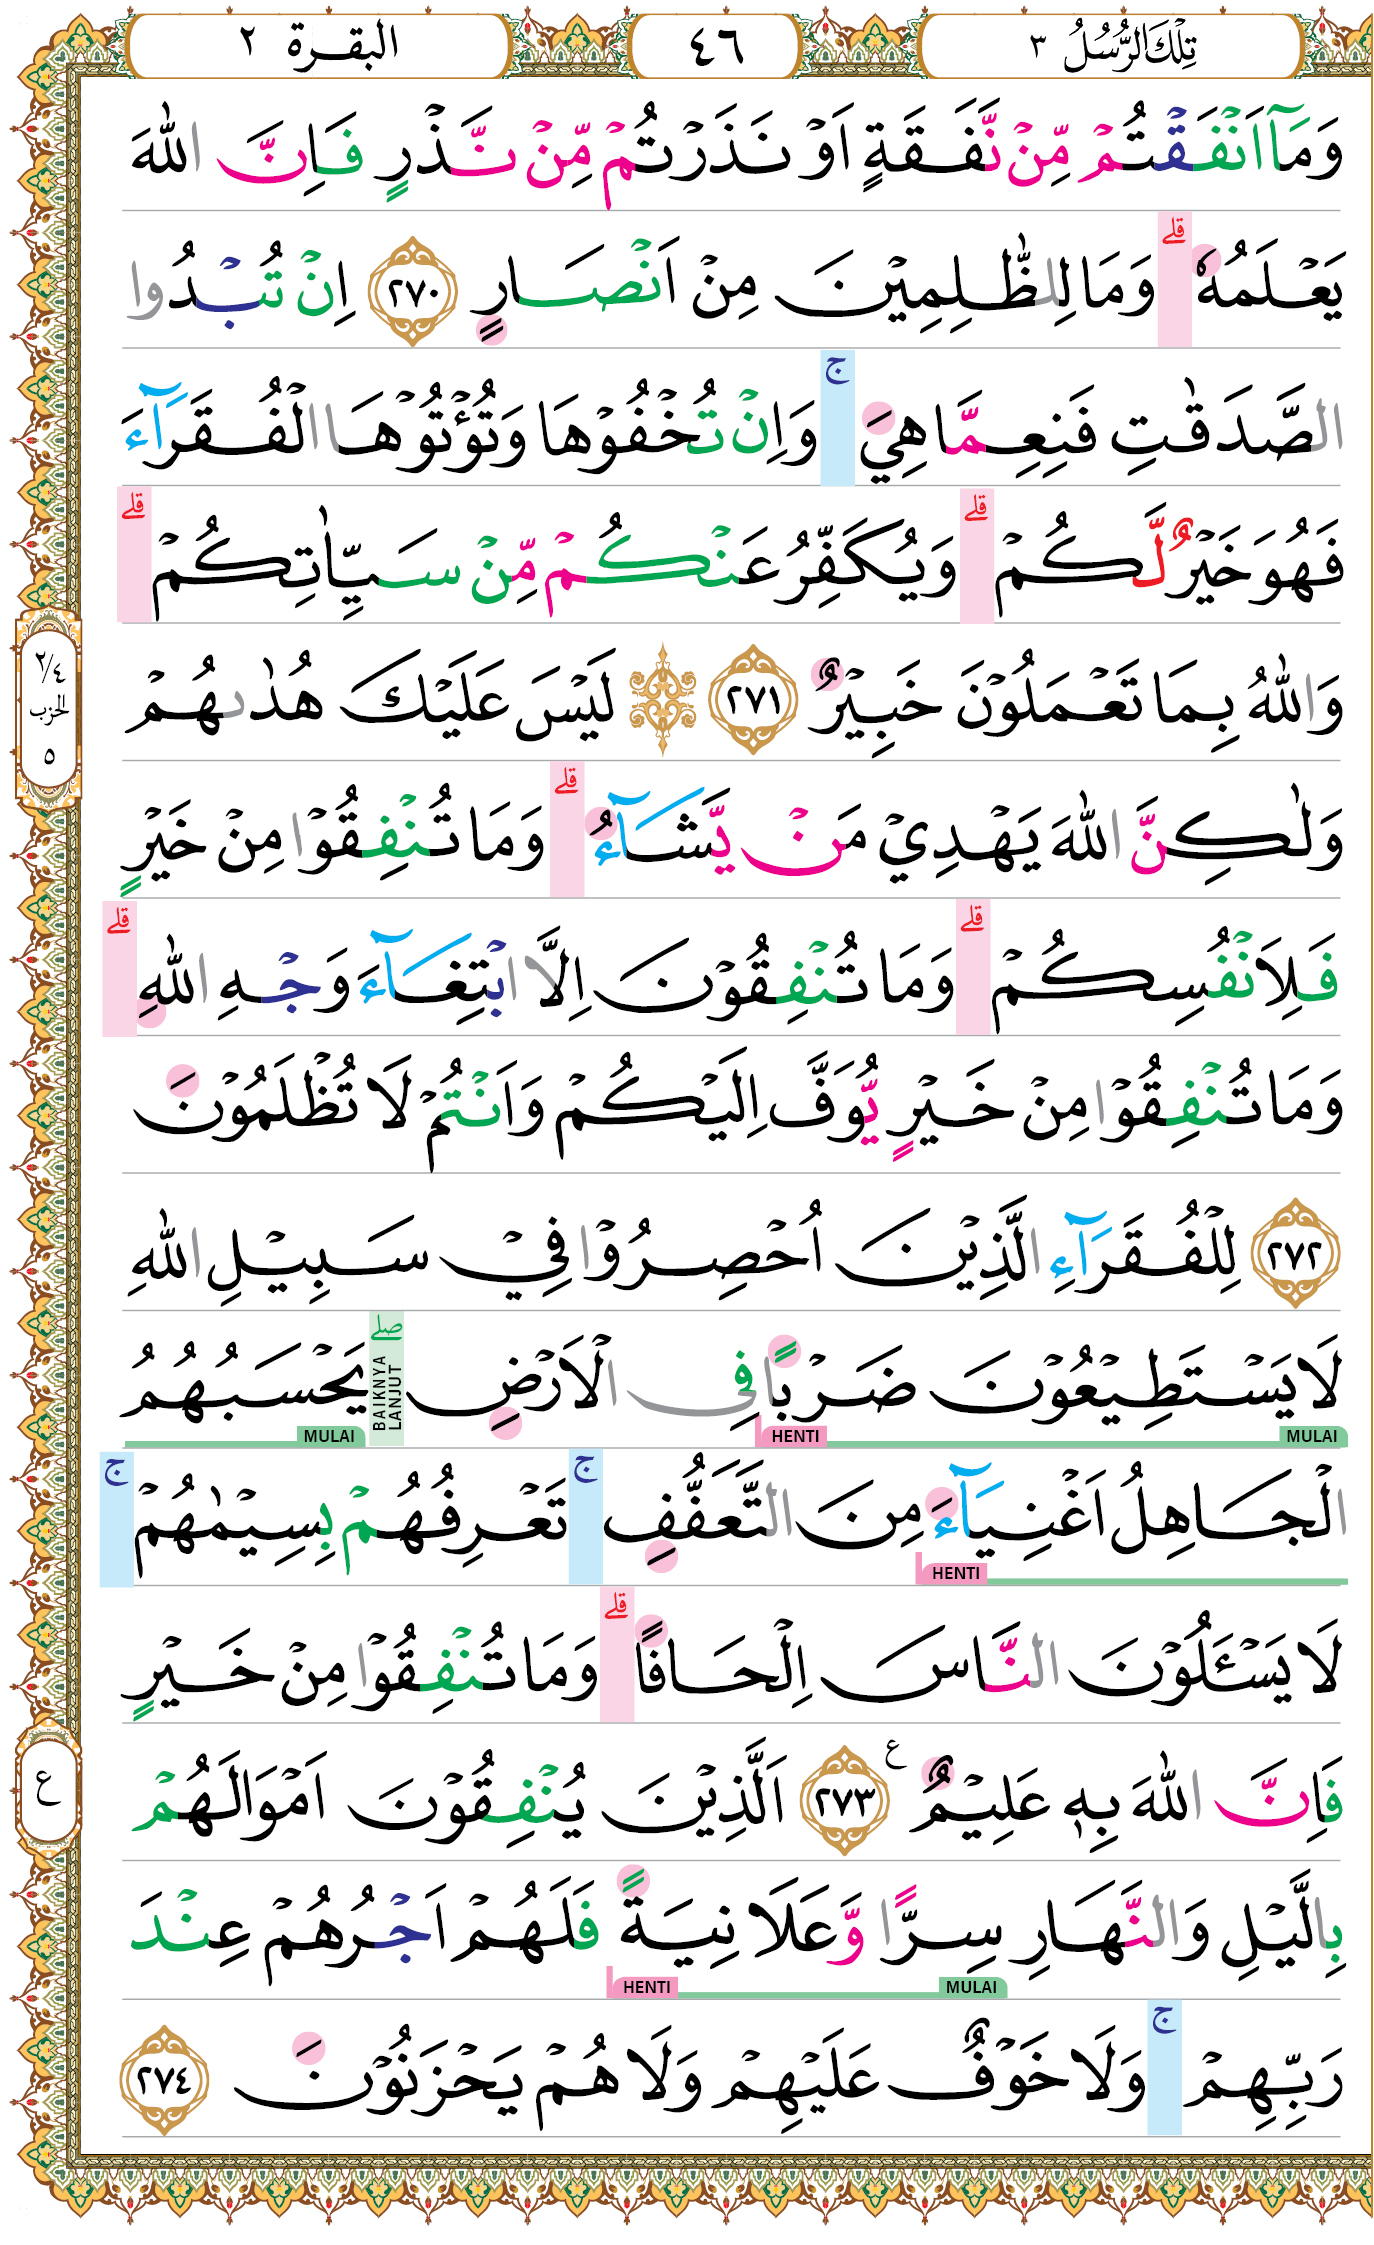 تِلْكَ الرُّسُلُ ٣
٤٦
البقرة ٢
وَمَآ اَنْفَقْتُمْ مِّنْ نَّفَقَةٍ اَوْ نَذَرْتُمْ مِّنْ نَّذْرٍ فَاِنَّ اللّٰهَ
يَعْلَمُهٗ ۗ وَمَا لِلظّٰلِمِيْنَ مِنْ اَنْصَارٍ ٢٧٠ اِنْ تُبْدُوا
الصَّدَقٰتِ فَنِعِمَّا هِيَ ۚ وَاِنْ تُخْفُوْهَا وَتُؤْتُوْهَا الْفُقَرَآءَ
فَهُوَ خَيْرٌ لَّكُمْ ۗ وَيُكَفِّرُ عَنْكُمْ مِّنْ سَيِّاٰتِكُمْ ۗ
وَاللّٰهُ بِمَا تَعْمَلُوْنَ خَبِيْرٌ ٢٧١ ۞ لَيْسَ عَلَيْكَ هُدٰىهُمْ
٢/٤
الحزب
٥
وَلٰكِنَّ اللّٰهَ يَهْدِيْ مَنْ يَّشَآءُ ۗ وَمَا تُنْفِقُوْا مِنْ خَيْرٍ
فَلِاَنْفُسِكُمْ ۗ وَمَا تُنْفِقُوْنَ اِلَّا ابْتِغَآءَ وَجْهِ اللّٰهِ ۗ
وَمَا تُنْفِقُوْا مِنْ خَيْرٍ يُّوَفَّ اِلَيْكُمْ وَاَنْتُمْ لَا تُظْلَمُوْنَ
٢٧٢ لِلْفُقَرَآءِ الَّذِيْنَ اُحْصِرُوْا فِيْ سَبِيْلِ اللّٰهِ
لَا يَسْتَطِيْعُوْنَ ضَرْبًا فِى الْاَرْضِ ۖ BAIKNYA LANJUT يَحْسَبُهُمُ
MULAI HENTI MULAI
الْجَاهِلُ اَغْنِيَآءَ مِنَ التَّعَفُّفِ ۚ تَعْرِفُهُمْ بِسِيْمٰهُمْ ۚ
HENTI
لَا يَسْـَٔلُوْنَ النَّاسَ اِلْحَافًا ۗ وَمَا تُنْفِقُوْا مِنْ خَيْرٍ
فَاِنَّ اللّٰهَ بِهٖ عَلِيْمٌ ع ٢٧٣ اَلَّذِيْنَ يُنْفِقُوْنَ اَمْوَالَهُمْ
ع
بِالَّيْلِ وَالنَّهَارِ سِرًّا وَّعَلَانِيَةً فَلَهُمْ اَجْرُهُمْ عِنْدَ
MULAI HENTI
رَبِّهِمْ ۚ وَلَا خَوْفٌ عَلَيْهِمْ وَلَا هُمْ يَحْزَنُوْنَ ٢٧٤